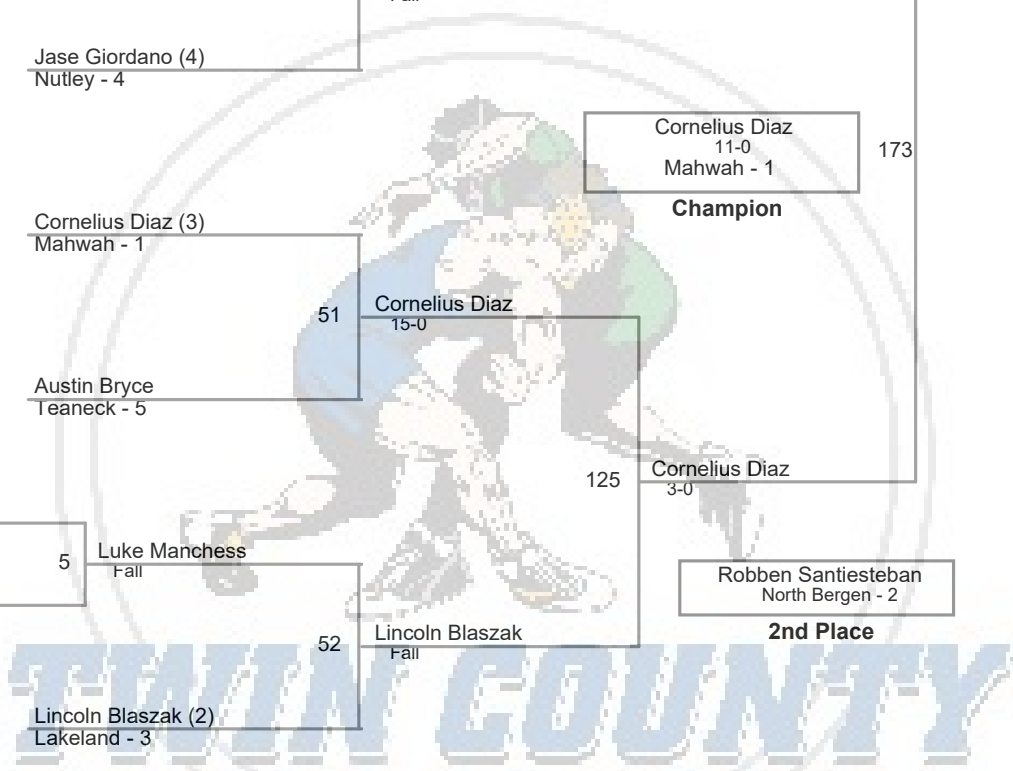 Jase Giordano (4)
Nutley - 4
Cornelius Diaz
11-0
Mahwah - 1
173
Champion
Cornelius Diaz (3)
Mahwah - 1
51
Cornelius Diaz
15-0
Austin Bryce
Teaneck - 5
125
Cornelius Diaz
3-0
5
Luke Manchess
Fall
Robben Santiesteban
North Bergen - 2
2nd Place
52
Lincoln Blaszak
Fall
TWIN COUNTY
Lincoln Blaszak (2)
Lakeland - 3